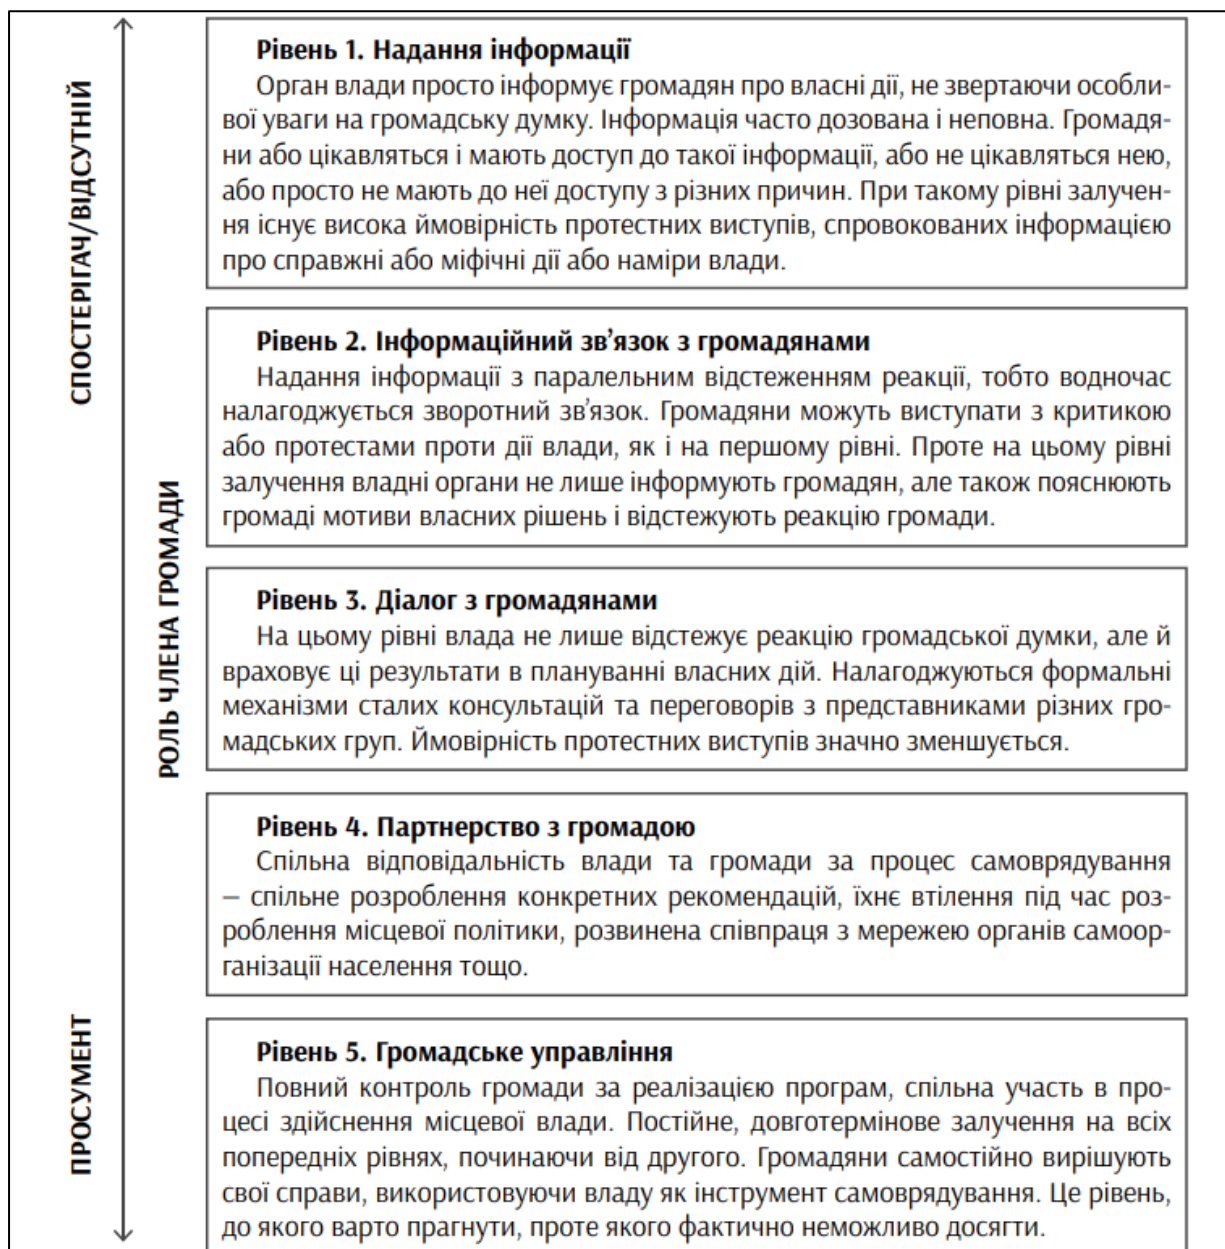 СПОСТЕРІГАЧ/ВІДСУТНІЙ
ПРОСУМЕНТ
РОЛЬ ЧЛЕНА ГРОМАДИ
Рівень 1. Надання інформації
Орган влади просто інформує громадян про власні дії, не звертаючи особли-
вої уваги на громадську думку. Інформація часто дозована і неповна. Громадя-
ни або цікавляться і мають доступ до такої інформації, або не цікавляться нею,
або просто не мають до неї доступу з різних причин. При такому рівні залучен-
ня існує висока ймовірність протестних виступів, спровокованих інформацією
про справжні або міфічні дії або наміри влади.
Рівень 2. Інформаційний зв’язок з громадянами
Надання інформації з паралельним відстеженням реакції, тобто водночас
налагоджується зворотний зв’язок. Громадяни можуть виступати з критикою
або протестами проти дії влади, як і на першому рівні. Проте на цьому рівні
залучення владні органи не лише інформують громадян, але також пояснюють
громаді мотиви власних рішень і відстежують реакцію громади.
Рівень 3. Діалог з громадянами
На цьому рівні влада не лише відстежує реакцію громадської думки, але й
враховує ці результати в плануванні власних дій. Налагоджуються формальні
механізми сталих консультацій та переговорів з представниками різних гро-
мадських груп. Ймовірність протестних виступів значно зменшується.
Рівень 4. Партнерство з громадою
Спільна відповідальність влади та громади за процес самоврядування
— спільне розроблення конкретних рекомендацій, їхнє втілення під час роз-
роблення місцевої політики, розвинена співпраця з мережею органів самоор-
ганізації населення тощо.
Рівень 5. Громадське управління
Повний контроль громади за реалізацією програм, спільна участь в про-
цесі здійснення місцевої влади. Постійне, довготермінове залучення на всіх
попередніх рівнях, починаючи від другого. Громадяни самостійно вирішують
свої справи, використовуючи владу як інструмент самоврядування. Це рівень,
до якого варто прагнути, проте якого фактично неможливо досягти.